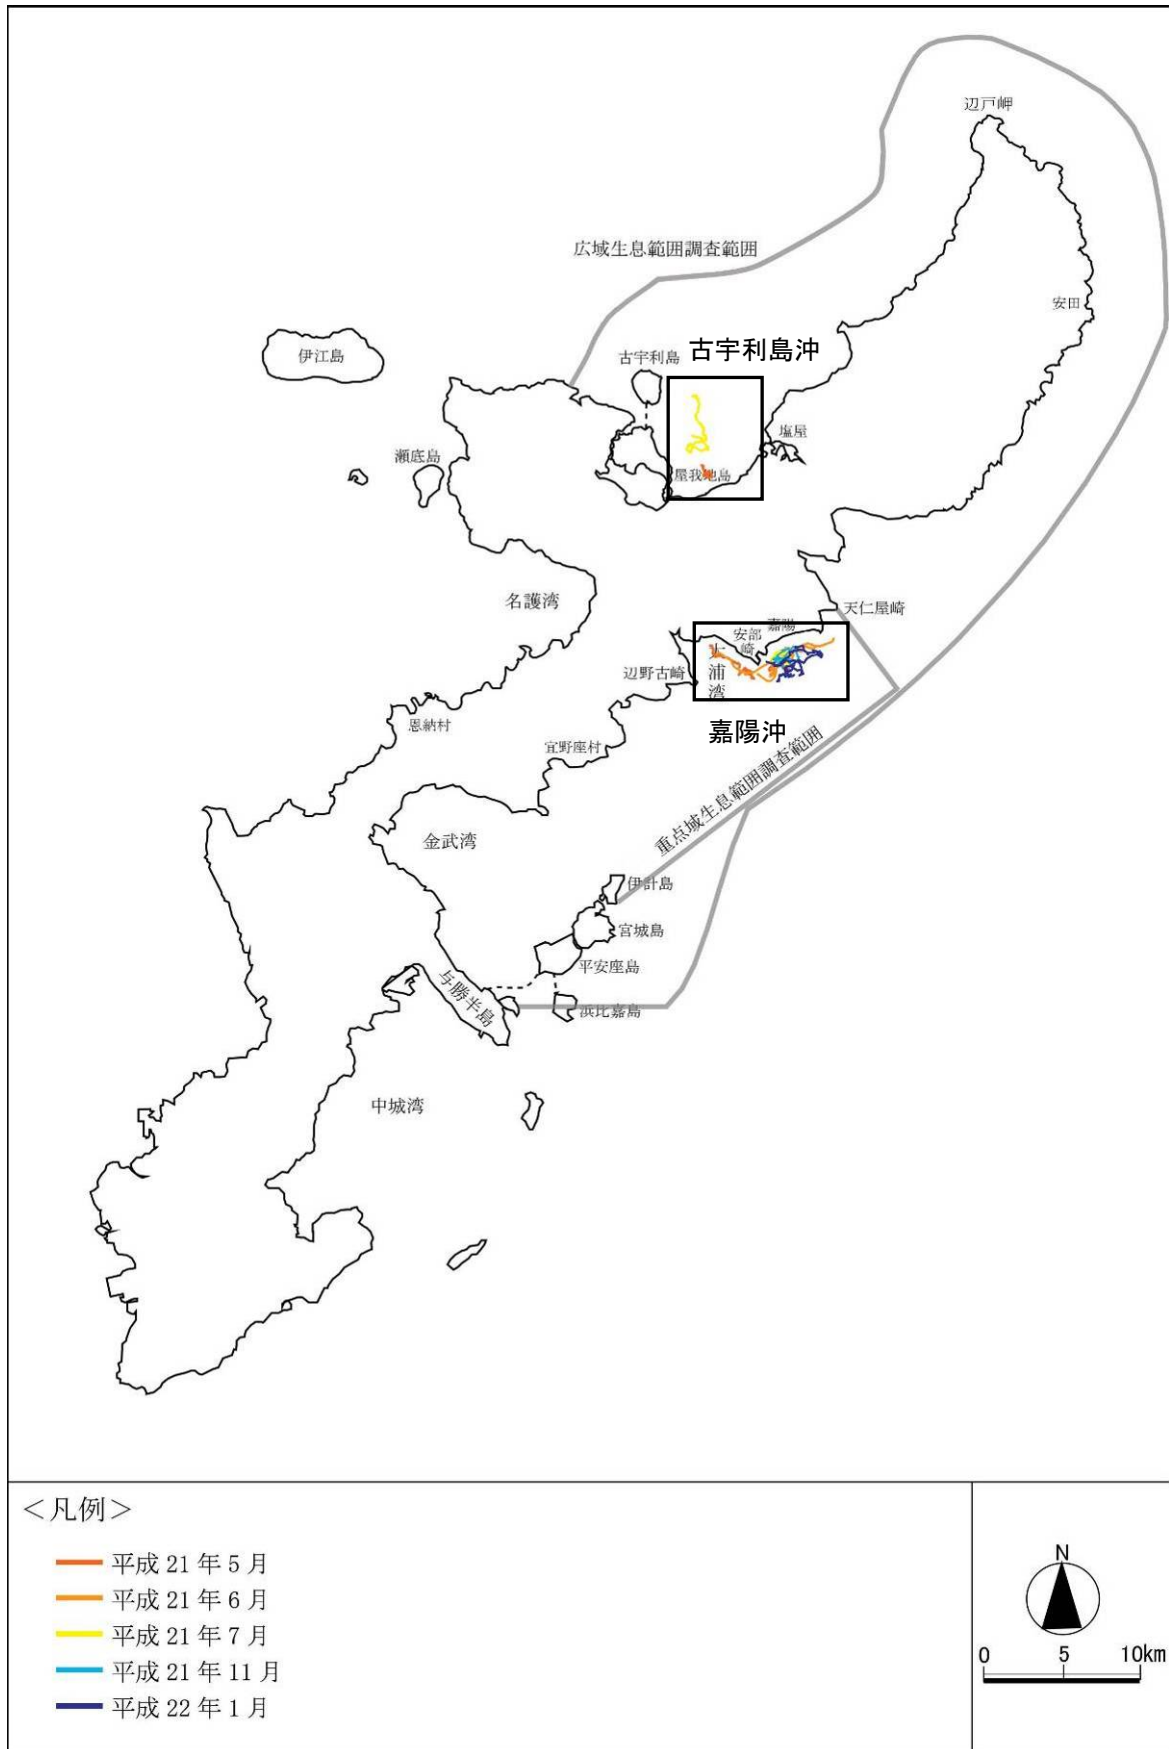 辺戸岬
広域生息範囲調査範囲
安田
古宇利島沖
古宇利島
伊江島
塩屋
瀬底島
屋我地島
名護湾
天仁屋崎
嘉陽
安部崎
大浦湾
辺野古崎
恩納村
嘉陽沖
宜野座村
重点域生息範囲調査範囲
金武湾
伊計島
宮城島
平安座島
与勝半島
浜比嘉島
中城湾
＜凡例＞
平成 21 年 5 月
平成 21 年 6 月
平成 21 年 7 月
平成 21 年 11 月
平成 22 年 1 月
N
0 5 10km